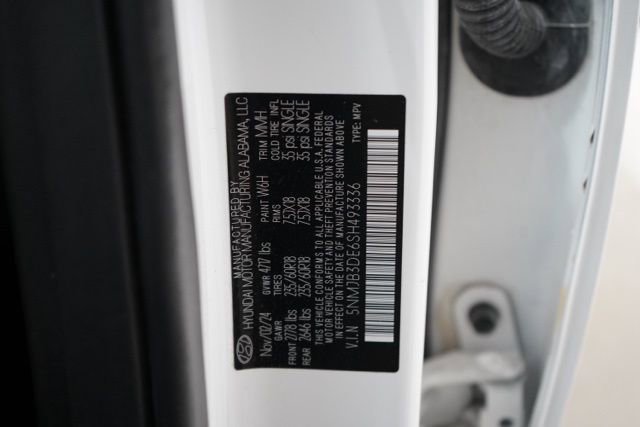 MANUFACTURED BY
HYUNDAI MOTOR MANUFACTURING ALABAMA, LLC
Nov/02/24 GVWR 4717 lbs PAINT W6H TRIM MMH
GAWR TIRES RIMS COLD TIRE INFL
FRONT 2778 lbs 235/60R18 7.5JX18 35 psi SINGLE
REAR 2646 lbs 235/60R18 7.5JX18 35 psi SINGLE
THIS VEHICLE CONFORMS TO ALL APPLICABLE U.S.A. FEDERAL
MOTOR VEHICLE SAFETY AND THEFT PREVENTION STANDARDS
IN EFFECT ON THE DATE OF MANUFACTURE SHOWN ABOVE
V.I.N 5NMJB3DE6SH493336 TYPE: MPV